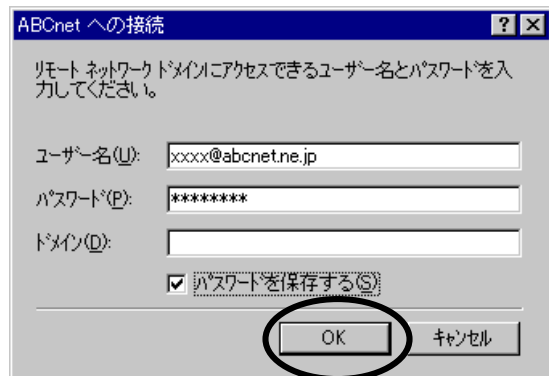 ABCnet への接続
リモート ネットワーク ドメインにアクセスできるユーザー名とパスワードを入
力してください。
ユーザー名(U): xxxx@abcnet.ne.jp
パスワード(P): ********
ドメイン(D):
パスワードを保存する(S)
OK キャンセル